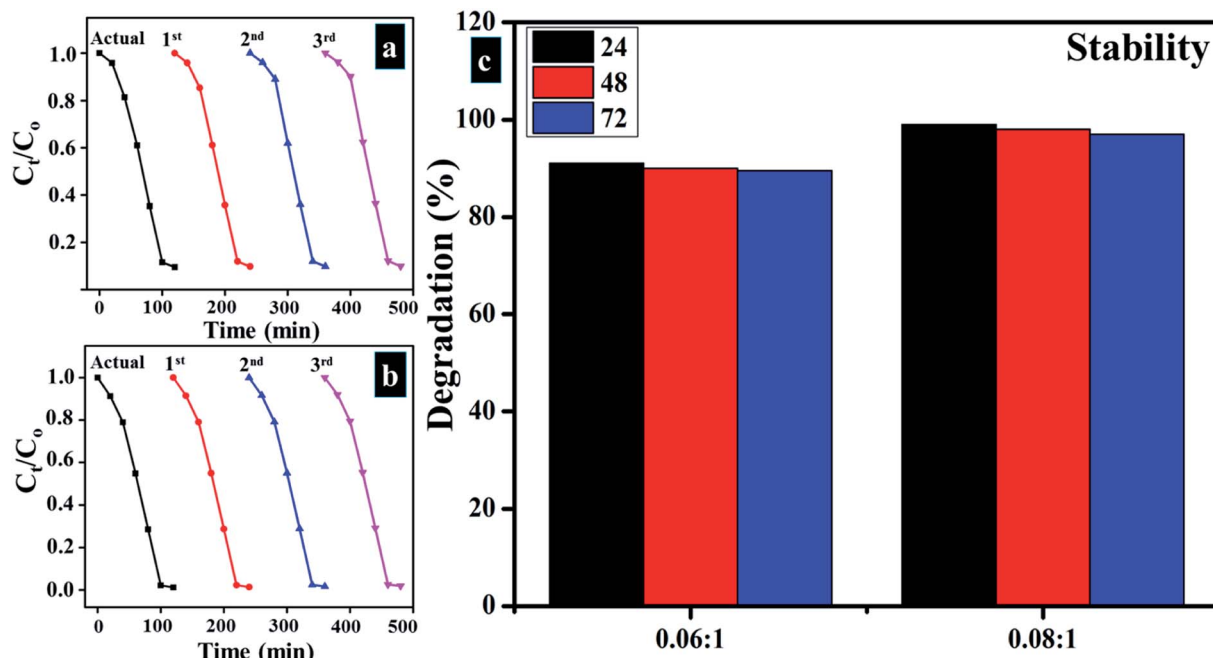 a
Actual 1st 2nd 3rd
1.0
0.8
0.6
0.4
0.2
Ct/Co
0 100 200 300 400 500
Time (min)
b
Actual 1st 2nd 3rd
1.0
0.8
0.6
0.4
0.2
0.0
Ct/Co
0 100 200 300 400 500
Time (min)
c
24
48
72
Stability
120
100
80
60
40
20
0
Degradation (%)
0.06:1 0.08:1